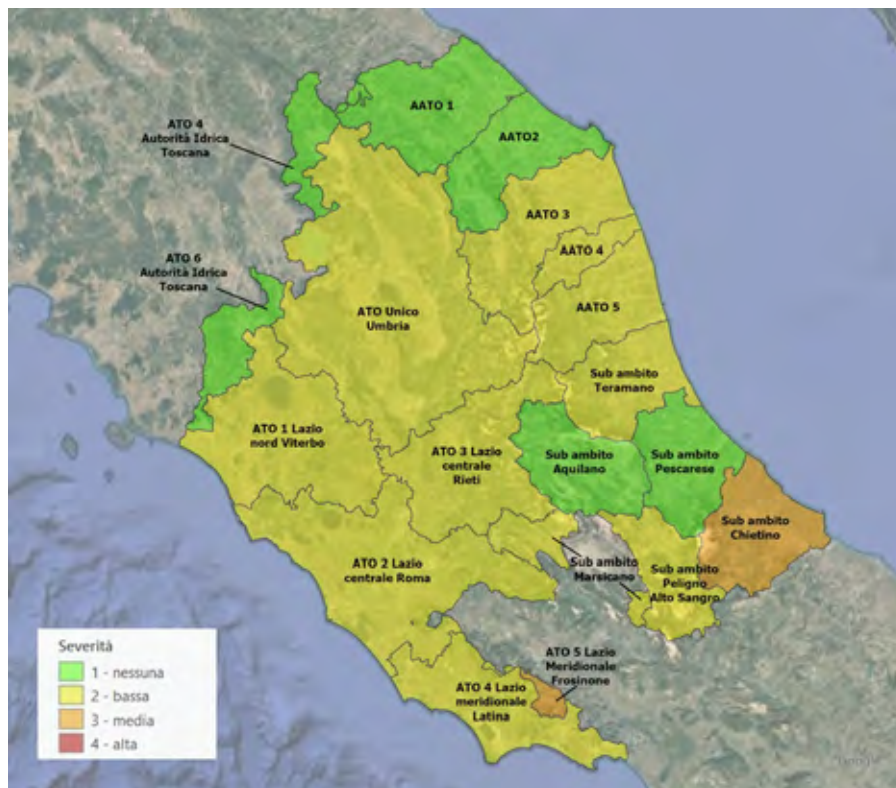 ATO 4
Autorità Idrica
Toscana
AATO 1
AATO2
AATO 3
AATO 4
ATO 6
Autorità Idrica
Toscana
AATO 5
ATO Unico
Umbria
Sub ambito
Teramano
ATO 1 Lazio
nord Viterbo
ATO 3 Lazio
centrale
Rieti
Sub ambito
Aquilano
Sub ambito
Pescarese
Sub ambito
Chietino
ATO 2 Lazio
centrale Roma
Sub ambito
Marsicano
Sub ambito
Peligno
Alto Sangro
ATO 5 Lazio
Meridionale
Frosinone
ATO 4 Lazio
meridionale
Latina
Severità
1 - nessuna
2 - bassa
3 - media
4 - alta
Google